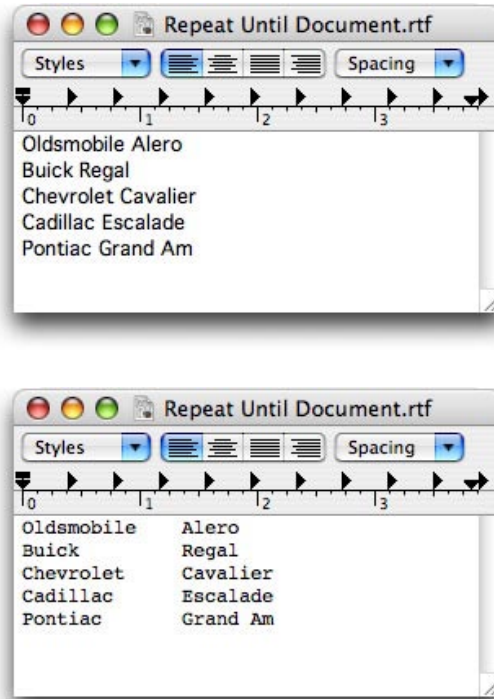 Repeat Until Document.rtf
Styles Spacing
0 1 2 3
Oldsmobile Alero
Buick Regal
Chevrolet Cavalier
Cadillac Escalade
Pontiac Grand Am
Repeat Until Document.rtf
Styles Spacing
0 1 2 3
Oldsmobile Alero
Buick Regal
Chevrolet Cavalier
Cadillac Escalade
Pontiac Grand Am